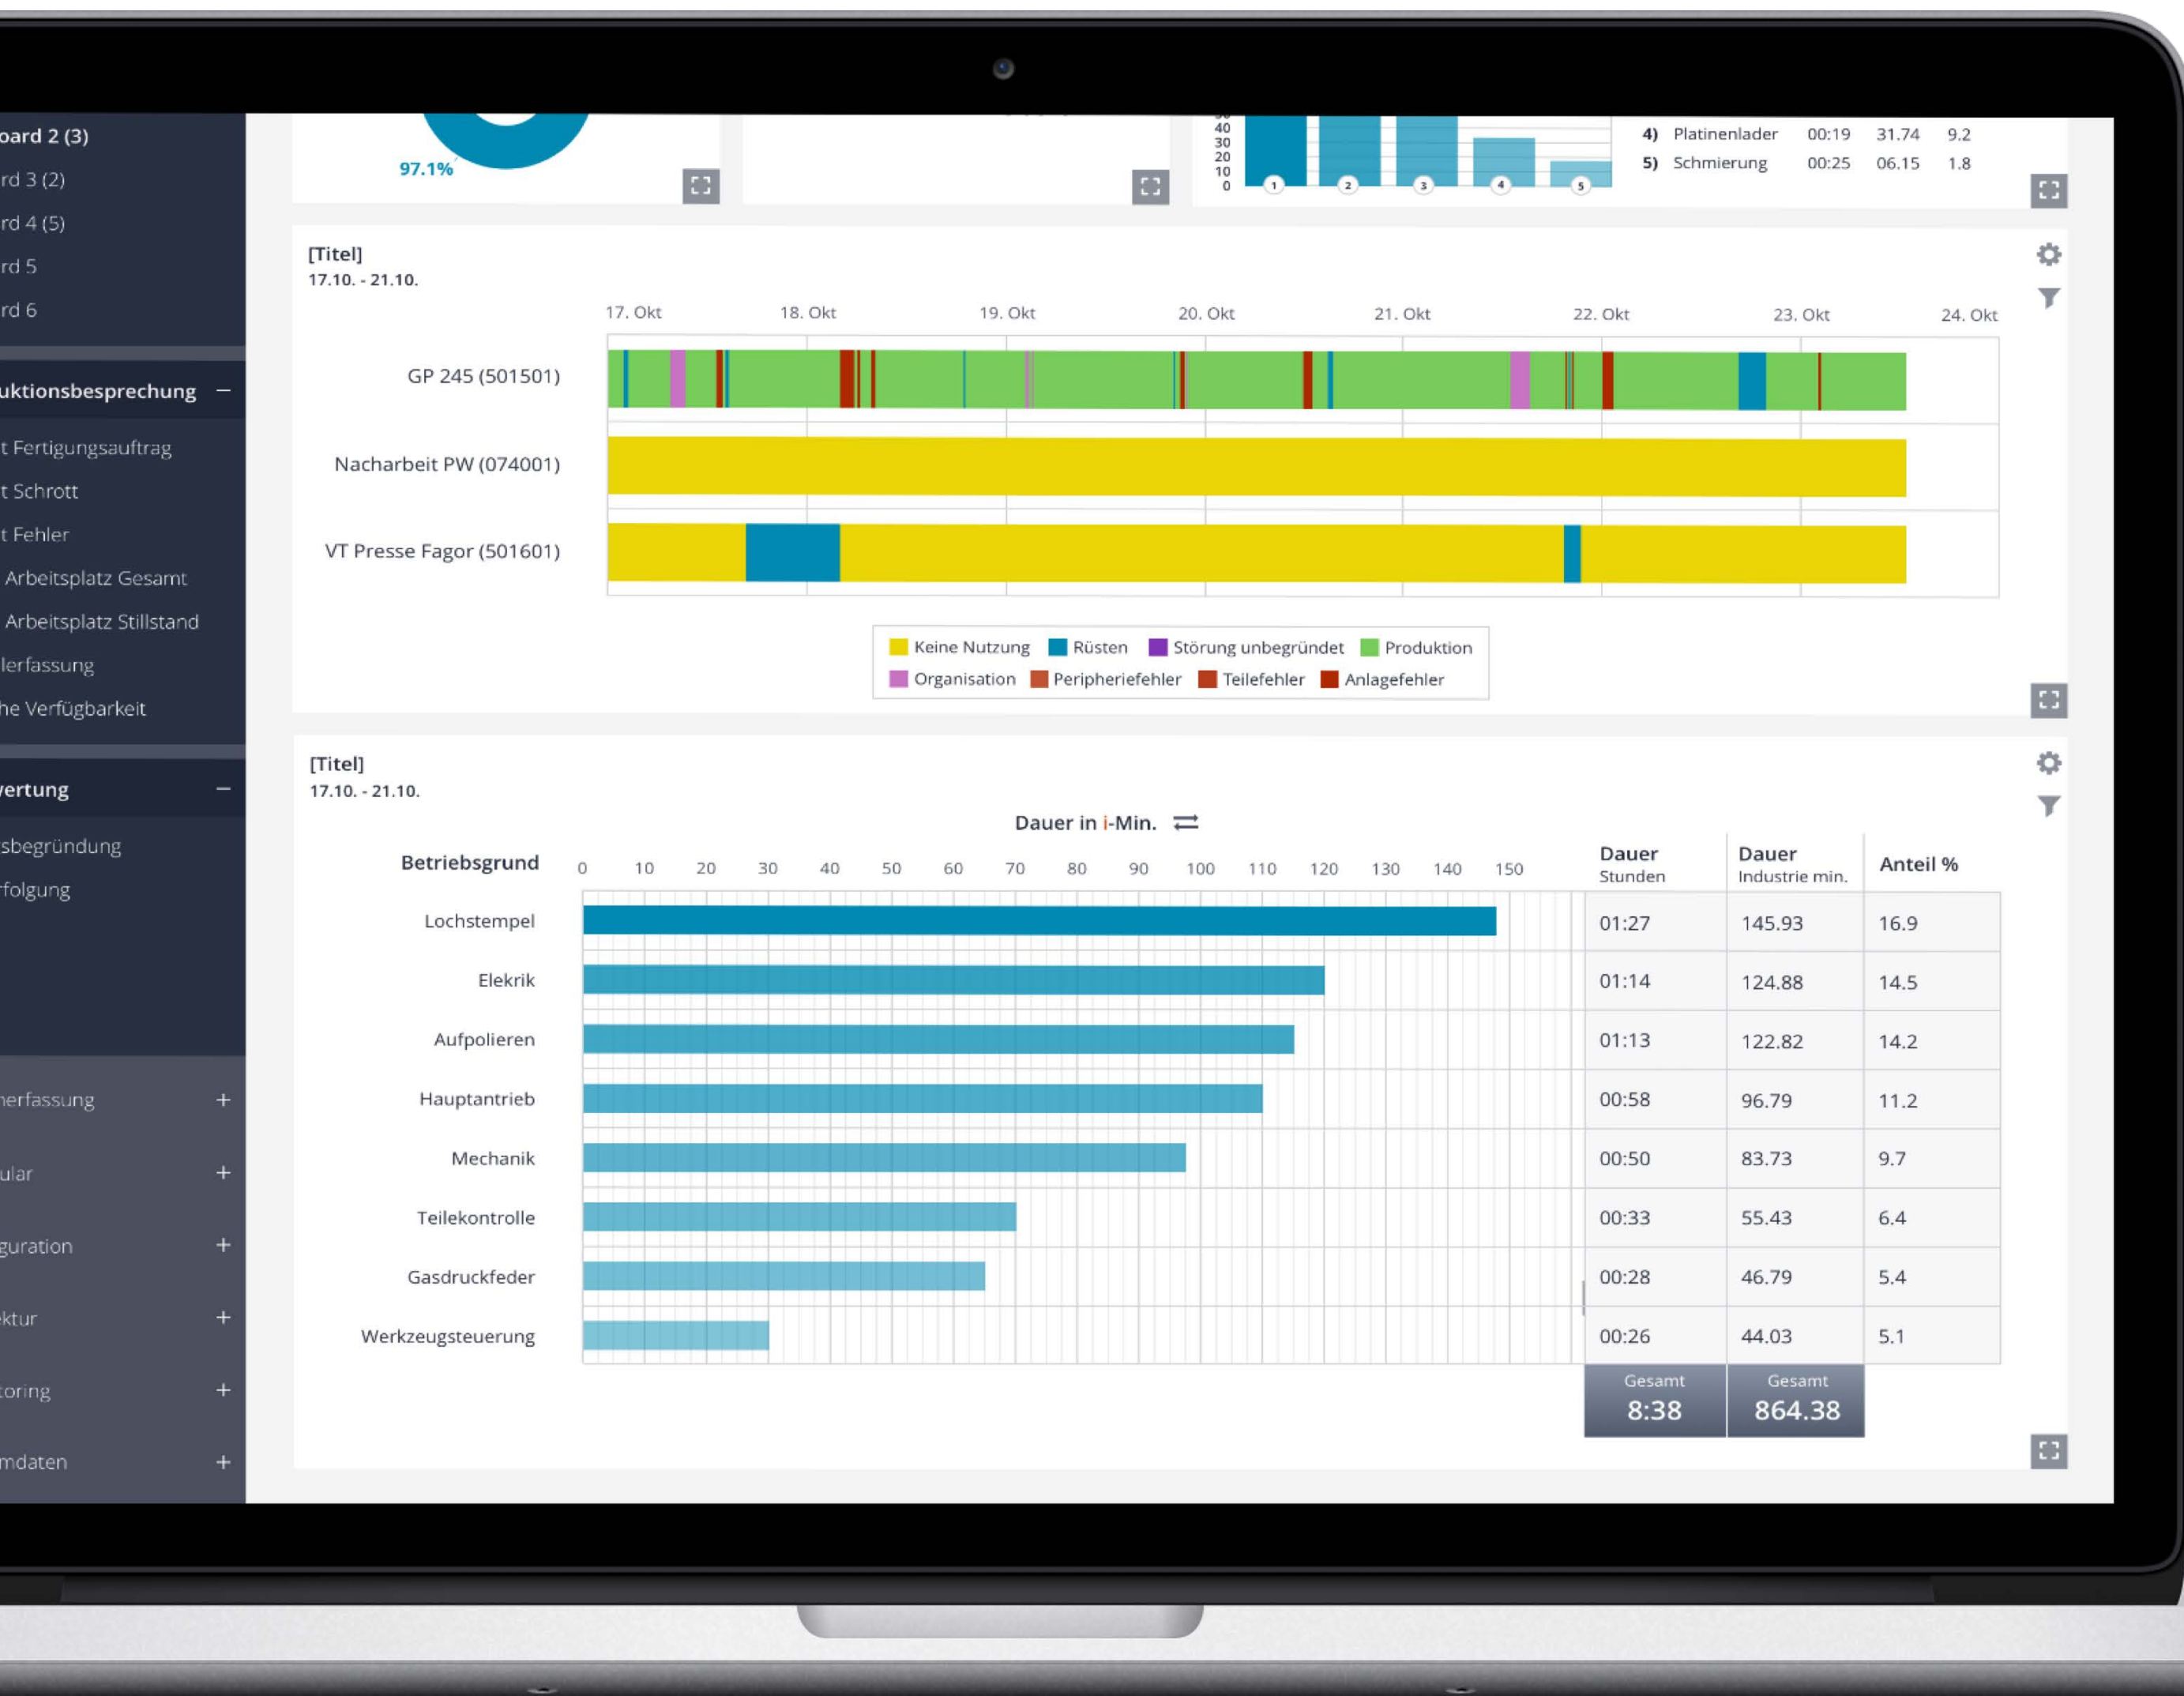 oard 2 (3)
rd 3 (2)
rd 4 (5)
rd 5
rd 6
uktionsbesprechung –
t Fertigungsauftrag
t Schrott
t Fehler
Arbeitsplatz Gesamt
Arbeitsplatz Stillstand
lerfassung
he Verfügbarkeit
vertung –
sbegründung
rfolgung
nerfassung +
ular +
guration +
ektur +
toring +
mdaten +
97.1%
40
30
20
10
0
1 2 3 4 5
4) Platinenlader 00:19 31.74 9.2
5) Schmierung 00:25 06.15 1.8
[Titel]
17.10. - 21.10.
17. Okt 18. Okt 19. Okt 20. Okt 21. Okt 22. Okt 23. Okt 24. Okt
GP 245 (501501)
Nacharbeit PW (074001)
VT Presse Fagor (501601)
Keine Nutzung Rüsten Störung unbegründet Produktion
Organisation Peripheriefehler Teilefehler Anlagefehler
[Titel]
17.10. - 21.10.
Dauer in i-Min.
Betriebsgrund 0 10 20 30 40 50 60 70 80 90 100 110 120 130 140 150
Dauer Stunden
Dauer Industrie min.
Anteil %
Lochstempel 01:27 145.93 16.9
Elekrik 01:14 124.88 14.5
Aufpolieren 01:13 122.82 14.2
Hauptantrieb 00:58 96.79 11.2
Mechanik 00:50 83.73 9.7
Teilekontrolle 00:33 55.43 6.4
Gasdruckfeder 00:28 46.79 5.4
Werkzeugsteuerung 00:26 44.03 5.1
Gesamt Gesamt
8:38 864.38